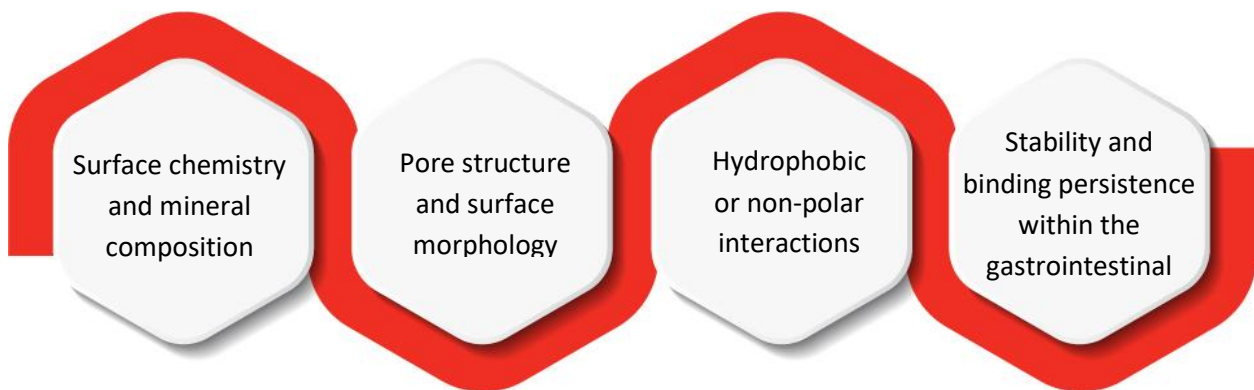 Surface chemistry
and mineral
composition
Pore structure
and surface
morphology
Hydrophobic
or non-polar
interactions
Stability and
binding persistence
within the
gastrointestinal